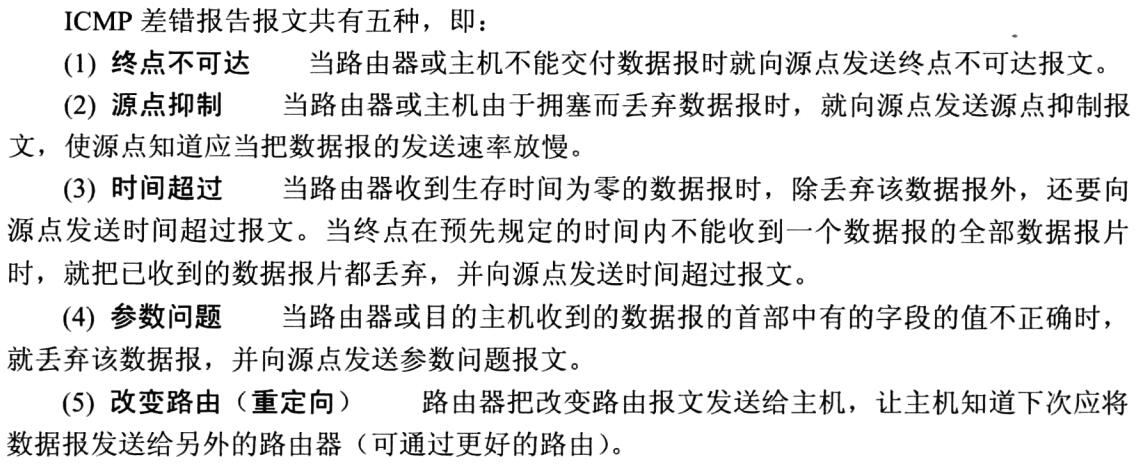 ICMP 差错报告报文共有五种，即：
(1) 终点不可达 当路由器或主机不能交付数据报时就向源点发送终点不可达报文。
(2) 源点抑制 当路由器或主机由于拥塞而丢弃数据报时，就向源点发送源点抑制报
文，使源点知道应当把数据报的发送速率放慢。
(3) 时间超过 当路由器收到生存时间为零的数据报时，除丢弃该数据报外，还要向
源点发送时间超过报文。当终点在预先规定的时间内不能收到一个数据报的全部数据报片
时，就把已收到的数据报片都丢弃，并向源点发送时间超过报文。
(4) 参数问题 当路由器或目的主机收到的数据报的首部中有的字段的值不正确时，
就丢弃该数据报，并向源点发送参数问题报文。
(5) 改变路由（重定向） 路由器把改变路由报文发送给主机，让主机知道下次应将
数据报发送给另外的路由器（可通过更好的路由）。